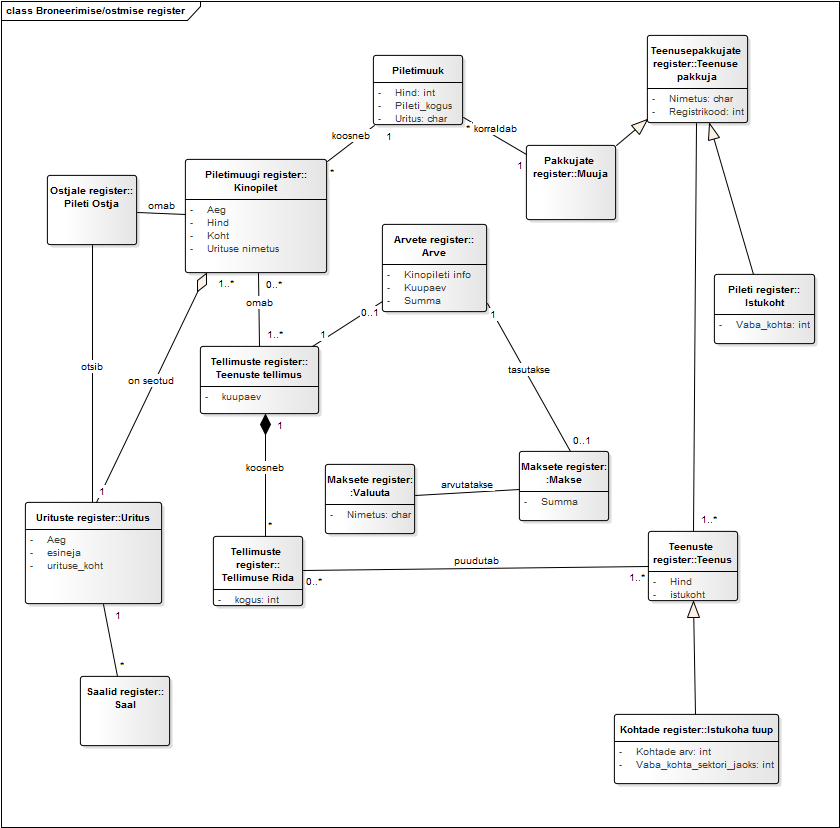 class Broneerimise/ostmise register
Piletimuuk
- Hind: int
- Pileti_kogus
- Uritus: char
Teenusepakkujate
register::Teenuse
pakkuja
- Nimetus: char
- Registrikood: int
koosneb
1
*
* korraldab
1
Pakkujate
register::Muuja
Ostjale register::
Pileti Ostja
omab
Piletimuugi register::
Kinopilet
- Aeg
- Hind
- Koht
- Urituse nimetus
Arvete register::
Arve
- Kinopileti info
- Kuupaev
- Summa
Pileti register::
Istukoht
- Vaba_kohta: int
1..*
0..*
omab
1..*
0..1
1
1
Tellimuste register::
Teenuste tellimus
- kuupaev
otsib
on seotud
tasutakse
1
koosneb
0..1
1
*
Maksete register:
:Valuuta
- Nimetus: char
arvutatakse
Maksete register:
:Makse
- Summa
Urituste register::Uritus
- Aeg
- esineja
- urituse_koht
1..*
Tellimuste
register::
Tellimuse Rida
- kogus: int
0..*
puudutab
1..*
Teenuste
register::Teenus
- Hind
- istukoht
1
*
Saalid register::
Saal
Kohtade register::Istukoha tuup
- Kohtade arv: int
- Vaba_kohta_sektori_jaoks: int